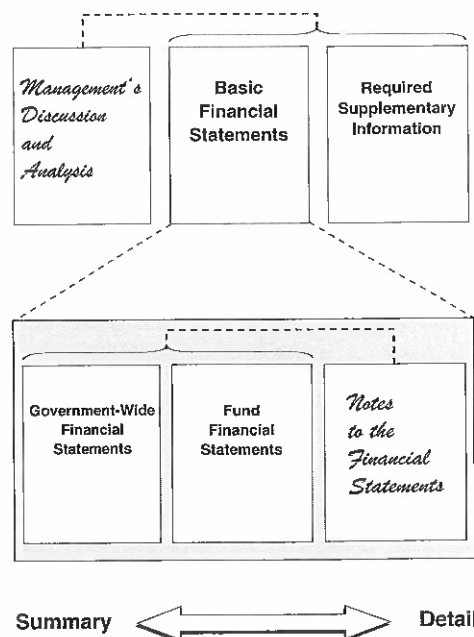 Management's
Discussion
and
Analysis
Basic
Financial
Statements
Required
Supplementary
Information
Government-Wide
Financial
Statements
Fund
Financial
Statements
Notes
to the
Financial
Statements
Summary
Detail